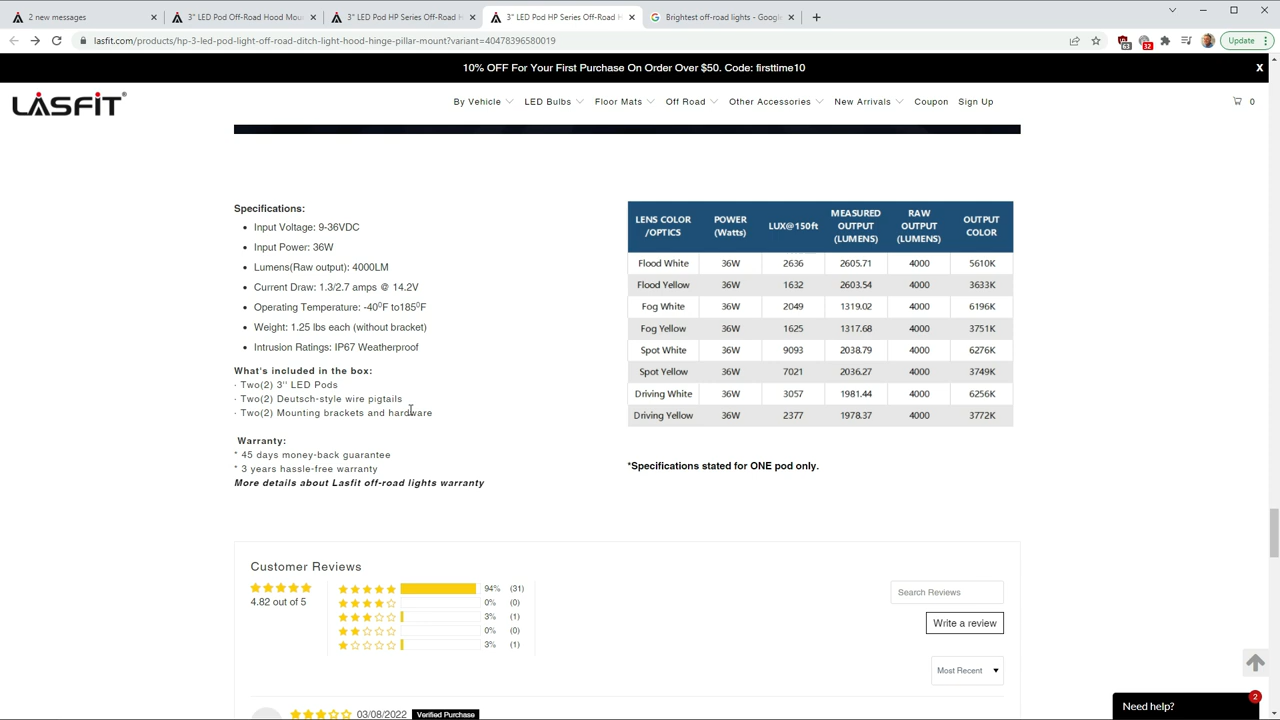 2 new messages
3" LED Pod Off-Road Hood Mou
3" LED Pod HP Series Off-Road H
3" LED Pod HP Series Off-Road H
Brightest off-road lights - Google
lasfit.com/products/hp-3-led-pod-light-off-road-ditch-light-hood-hinge-pillar-mount?variant=40478396580019
63
32
Update
10% OFF For Your First Purchase On Order Over $50. Code: firsttime10
X
LASFIT
By Vehicle
LED Bulbs
Floor Mats
Off Road
Other Accessories
New Arrivals
Coupon
Sign Up
0
Specifications:
• Input Voltage: 9-36VDC
• Input Power: 36W
• Lumens(Raw output): 4000LM
• Current Draw: 1.3/2.7 amps @ 14.2V
• Operating Temperature: -40⁰F to185⁰F
• Weight: 1.25 lbs each (without bracket)
• Intrusion Ratings: IP67 Weatherproof
What's included in the box:
· Two(2) 3'' LED Pods
· Two(2) Deutsch-style wire pigtails
· Two(2) Mounting brackets and hardware
Warranty:
* 45 days money-back guarantee
* 3 years hassle-free warranty
More details about Lasfit off-road lights warranty
LENS COLOR /OPTICS POWER (Watts) LUX@150ft MEASURED OUTPUT (LUMENS) RAW OUTPUT (LUMENS) OUTPUT COLOR
Flood White 36W 2636 2605.71 4000 5610K
Flood Yellow 36W 1632 2603.54 4000 3633K
Fog White 36W 2049 1319.02 4000 6196K
Fog Yellow 36W 1625 1317.68 4000 3751K
Spot White 36W 9093 2038.79 4000 6276K
Spot Yellow 36W 7021 2036.27 4000 3749K
Driving White 36W 3057 1981.44 4000 6256K
Driving Yellow 36W 2377 1978.37 4000 3772K
*Specifications stated for ONE pod only.
Customer Reviews
4.82 out of 5
94% (31)
0% (0)
3% (1)
0% (0)
3% (1)
Search Reviews
Write a review
Most Recent
03/08/2022 Verified Purchase
Need help?
2